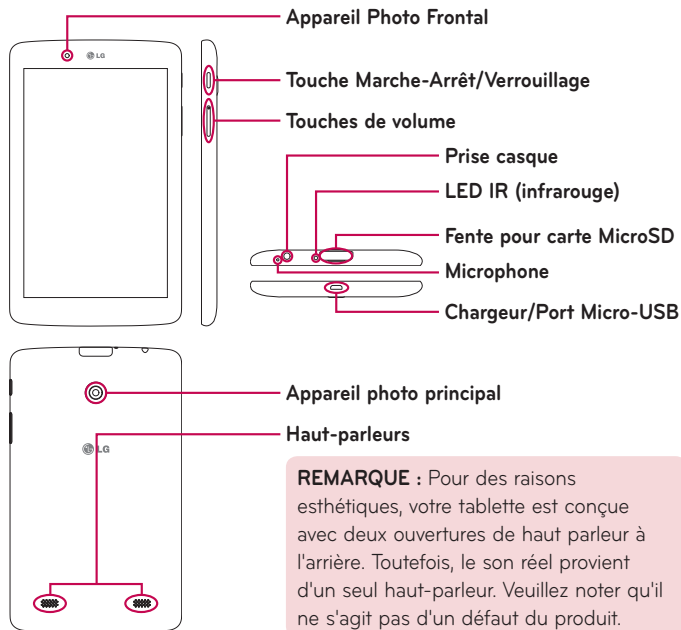 Appareil Photo Frontal
LG
Touche Marche-Arrêt/Verrouillage
Touches de volume
Prise casque
LED IR (infrarouge)
Fente pour carte MicroSD
Microphone
Chargeur/Port Micro-USB
Appareil photo principal
Haut-parleurs
LG
REMARQUE : Pour des raisons
esthétiques, votre tablette est conçue
avec deux ouvertures de haut parleur à
l'arrière. Toutefois, le son réel provient
d'un seul haut-parleur. Veuillez noter qu'il
ne s'agit pas d'un défaut du produit.